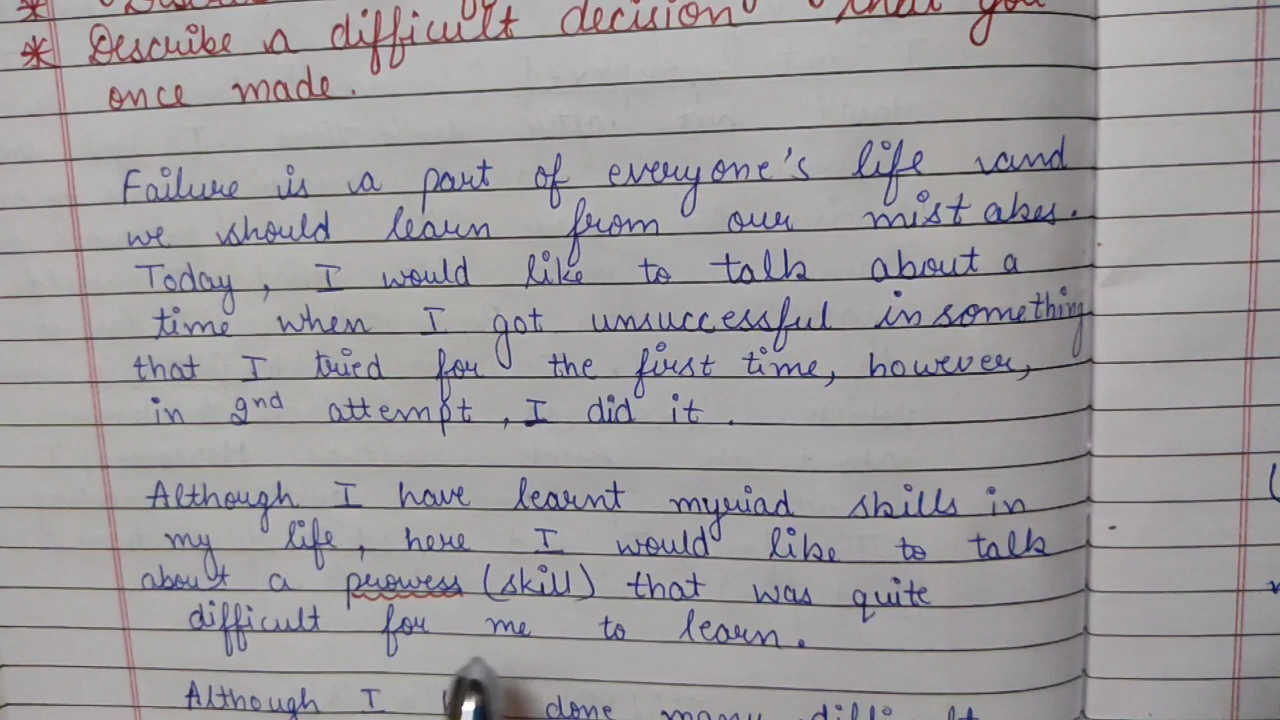 * Describe a difficult decision that you
once made.
Failure is a part of everyone's life and
we should learn from our mistakes.
Today, I would like to talk about a
time when I got unsuccessful in something
that I tried for the first time, however,
in 2nd attempt, I did it.
Although I have learnt myriad skills in
my life, here I would like to talk
about a prowess (skill) that was quite
difficult for me to learn.
Although I done many